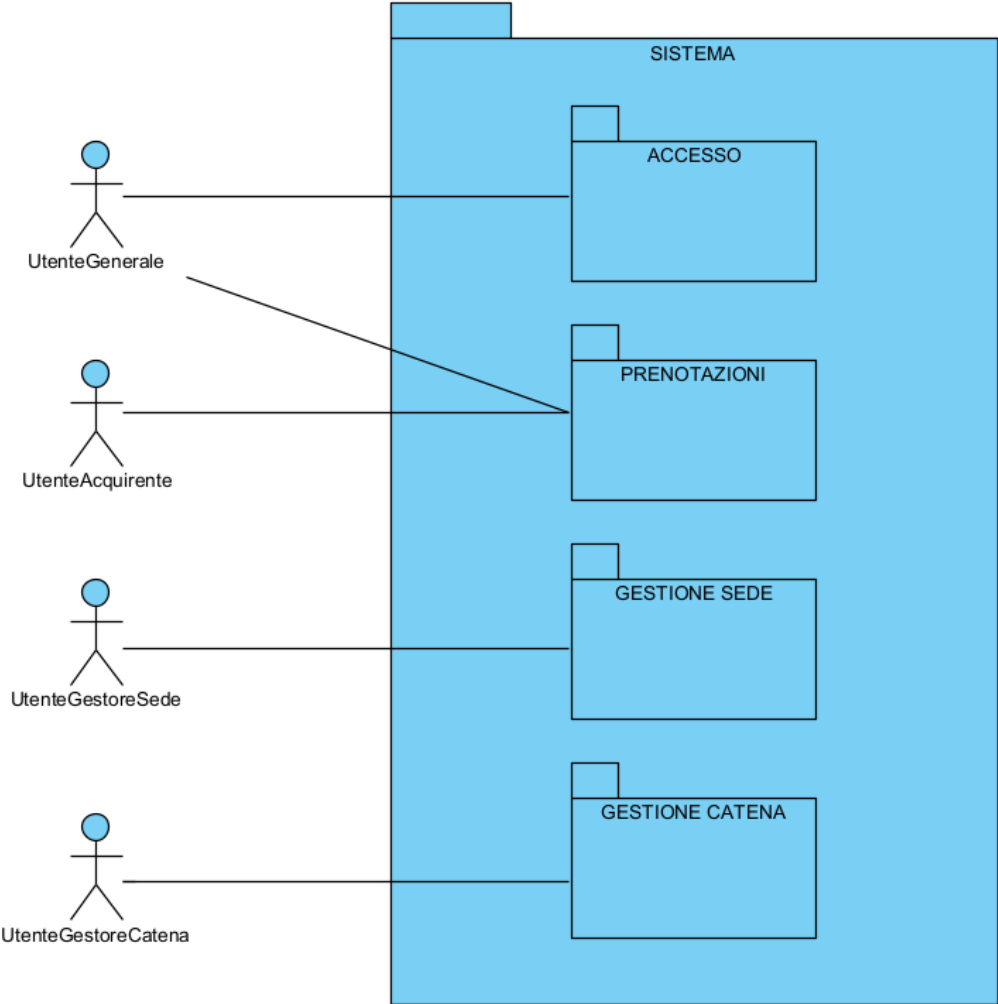 SISTEMA
ACCESSO
UtenteGenerale
PRENOTAZIONI
UtenteAcquirente
GESTIONE SEDE
UtenteGestoreSede
GESTIONE CATENA
UtenteGestoreCatena